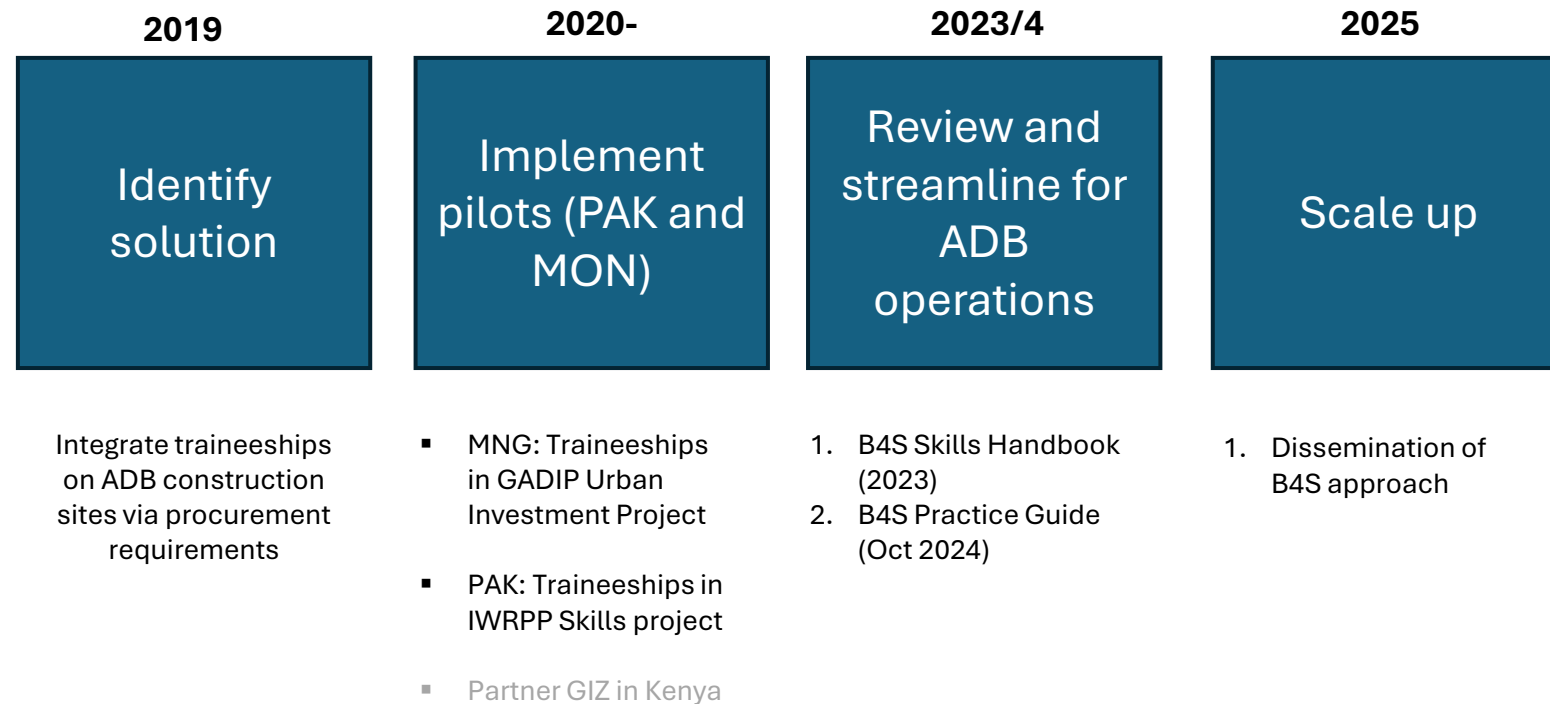 2019
Identify
solution
Integrate traineeships
on ADB construction
sites via procurement
requirements
2020-
Implement
pilots (PAK and
MON)
▪ MNG: Traineeships
in GADIP Urban
Investment Project
▪ PAK: Traineeships in
IWRPP Skills project
▪ Partner GIZ in Kenya
2023/4
Review and
streamline for
ADB
operations
1. B4S Skills Handbook
(2023)
2. B4S Practice Guide
(Oct 2024)
2025
Scale up
1. Dissemination of
B4S approach